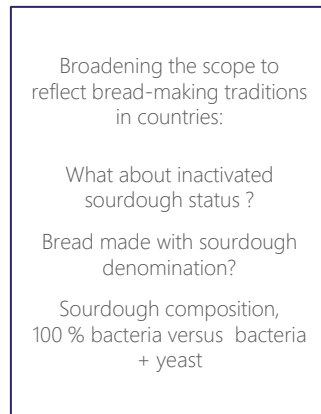 Broadening the scope to
reflect bread-making traditions
in countries:
What about inactivated
sourdough status ?
Bread made with sourdough
denomination?
Sourdough composition,
100 % bacteria versus  bacteria
+ yeast